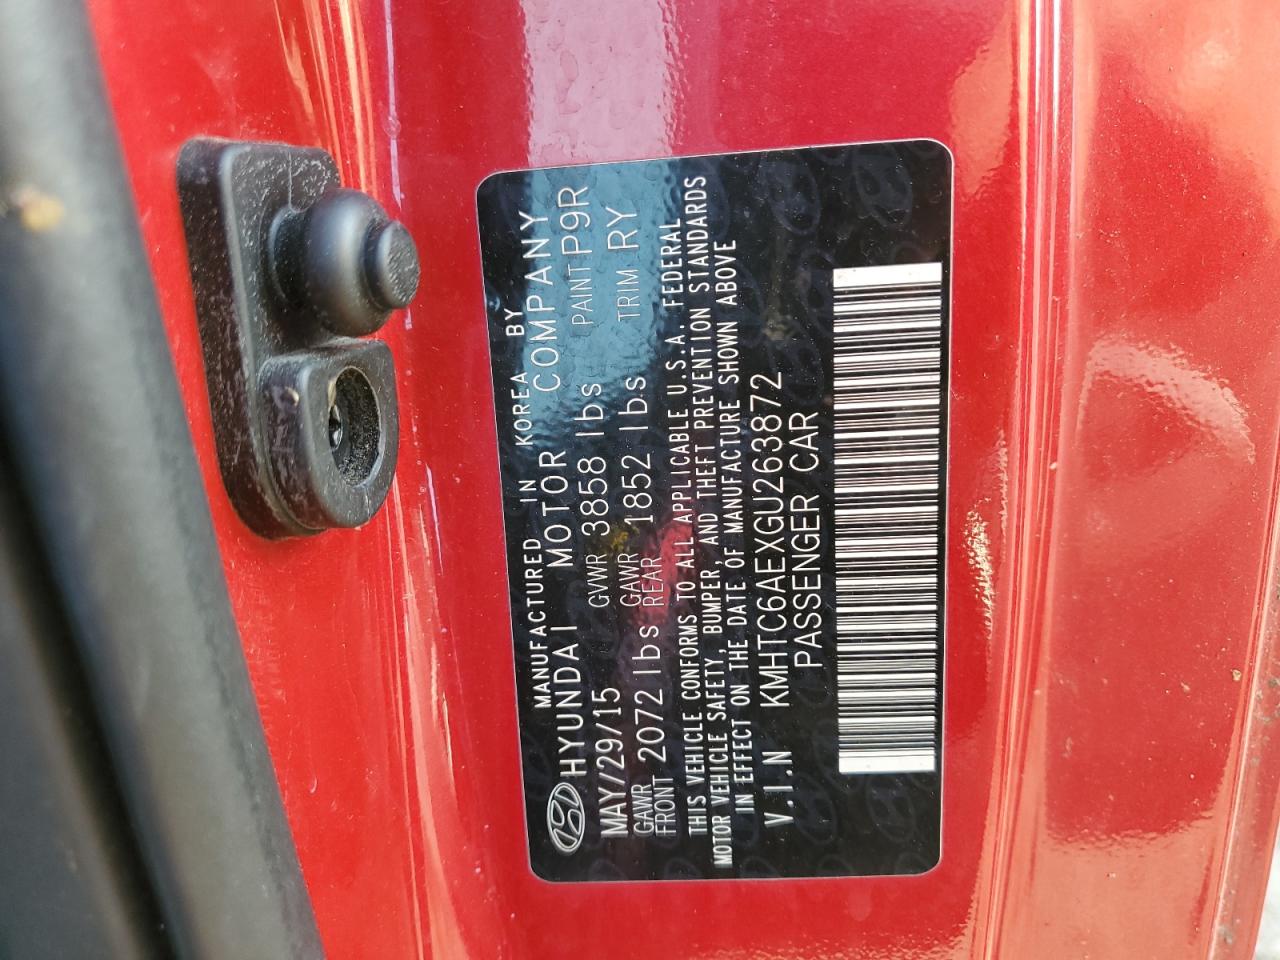 MANUFACTURED IN KOREA BY
HYUNDAI MOTOR COMPANY
MAY/29/15 GVWR 3858 lbs PAINT P9R
GAWR FRONT 2072 lbs GAWR REAR 1852 lbs TRIM RY
THIS VEHICLE CONFORMS TO ALL APPLICABLE U.S.A. FEDERAL
MOTOR VEHICLE SAFETY, BUMPER, AND THEFT PREVENTION STANDARDS
IN EFFECT ON THE DATE OF MANUFACTURE SHOWN ABOVE
V.I.N KMHTC6AEXGU263872
PASSENGER CAR